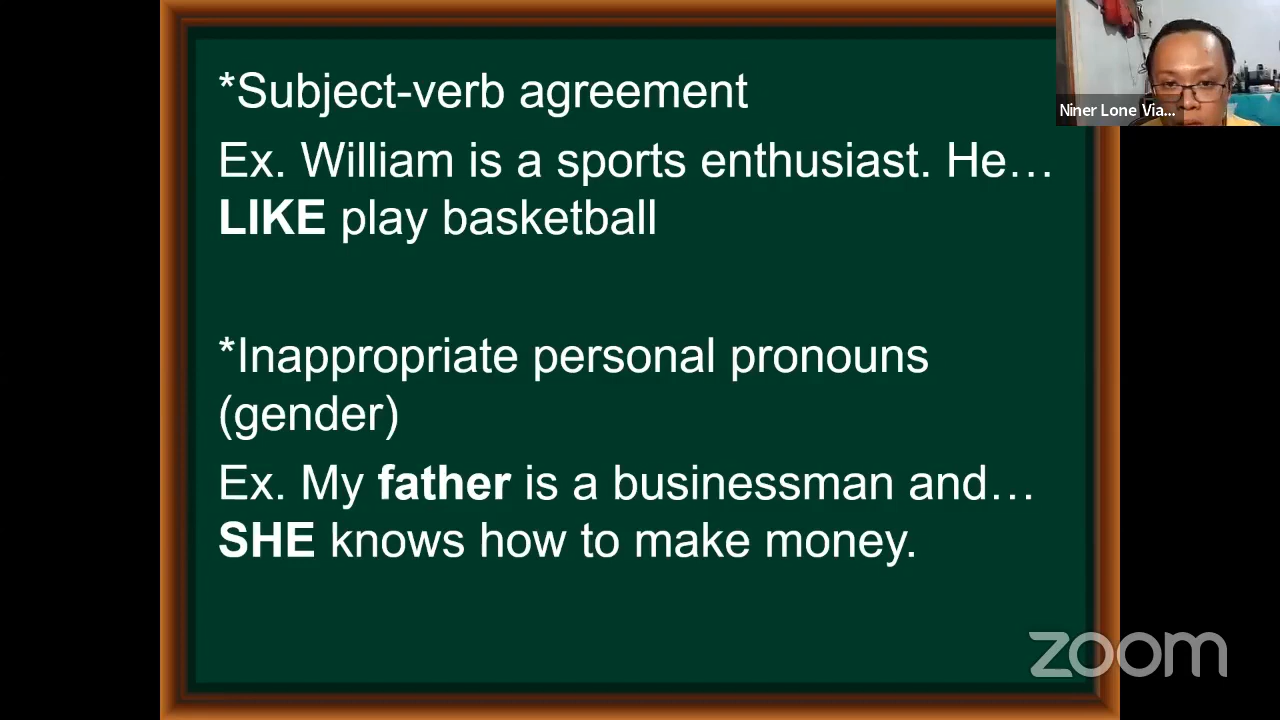 *Subject-verb agreement
Ex. William is a sports enthusiast. He…
LIKE play basketball
*Inappropriate personal pronouns
(gender)
Ex. My father is a businessman and…
SHE knows how to make money.
Niner Lone Via...
zoom